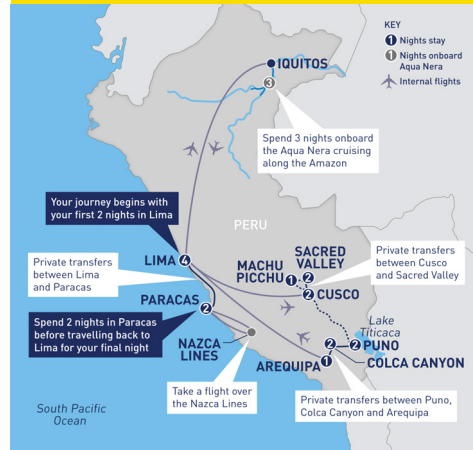 KEY
1 Nights stay
1 Nights onboard
Aqua Nera
Internal flights
IQUITOS
3
Spend 3 nights onboard
the Aqua Nera cruising
along the Amazon
Your journey begins with
your first 2 nights in Lima
PERU
LIMA 4
Private transfers
between Lima
and Paracas
SACRED
VALLEY 2
MACHU
PICCHU 1
Private transfers
between Cusco
and Sacred Valley
2 CUSCO
PARACAS 2
Spend 2 nights in Paracas
before travelling back to
Lima for your final night
NAZCA
LINES
Lake
Titicaca
2 PUNO
2 COLCA CANYON
AREQUIPA 1
Take a flight over
the Nazca Lines
Private transfers between Puno,
Colca Canyon and Arequipa
South Pacific
Ocean